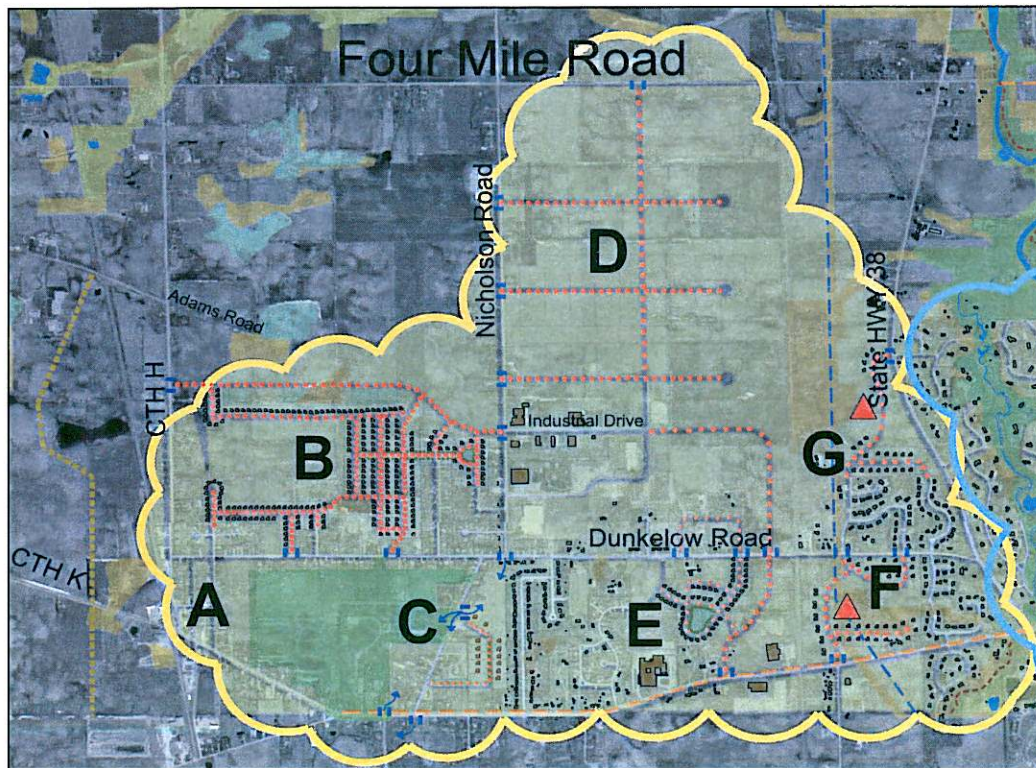 Four Mile Road
Nicholson Road
D
State HWY 38
Adams Road
CTH H
Industrial Drive
B
G
Dunkelow Road
CTH K
A
C
E
F